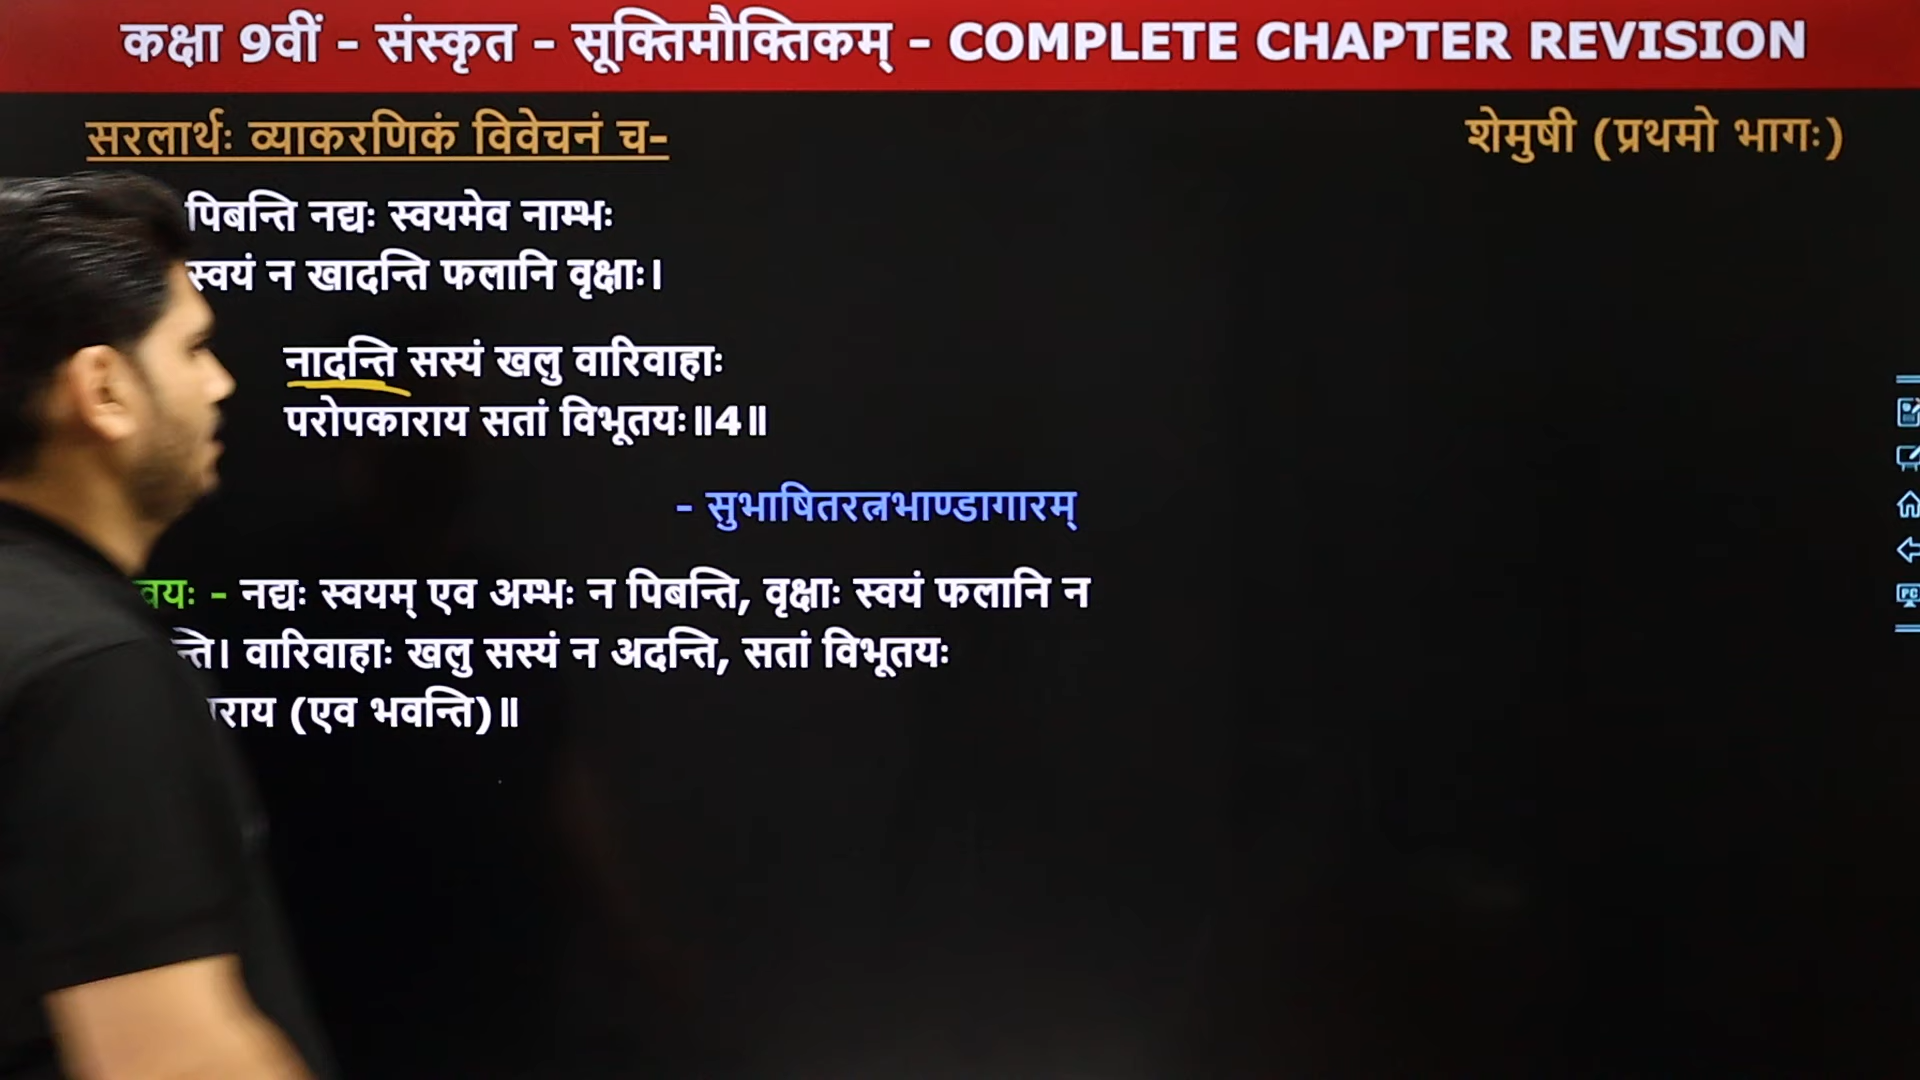 कक्षा 9वीं - संस्कृत - सूक्तिमौक्तिकम् - COMPLETE CHAPTER REVISION
सरलार्थः व्याकरणिकं विवेचनं च-
शेमुषी (प्रथमो भागः)
पिबन्ति नद्यः स्वयमेव नाम्भः
स्वयं न खादन्ति फलानि वृक्षाः।
नादन्ति सस्यं खलु वारिवाहाः
परोपकाराय सतां विभूतयः॥4॥
- सुभाषितरत्नभाण्डागारम्
वयः - नद्यः स्वयम् एव अम्भः न पिबन्ति, वृक्षाः स्वयं फलानि न
न्ति। वारिवाहाः खलु सस्यं न अदन्ति, सतां विभूतयः
राय (एव भवन्ति)॥
PC